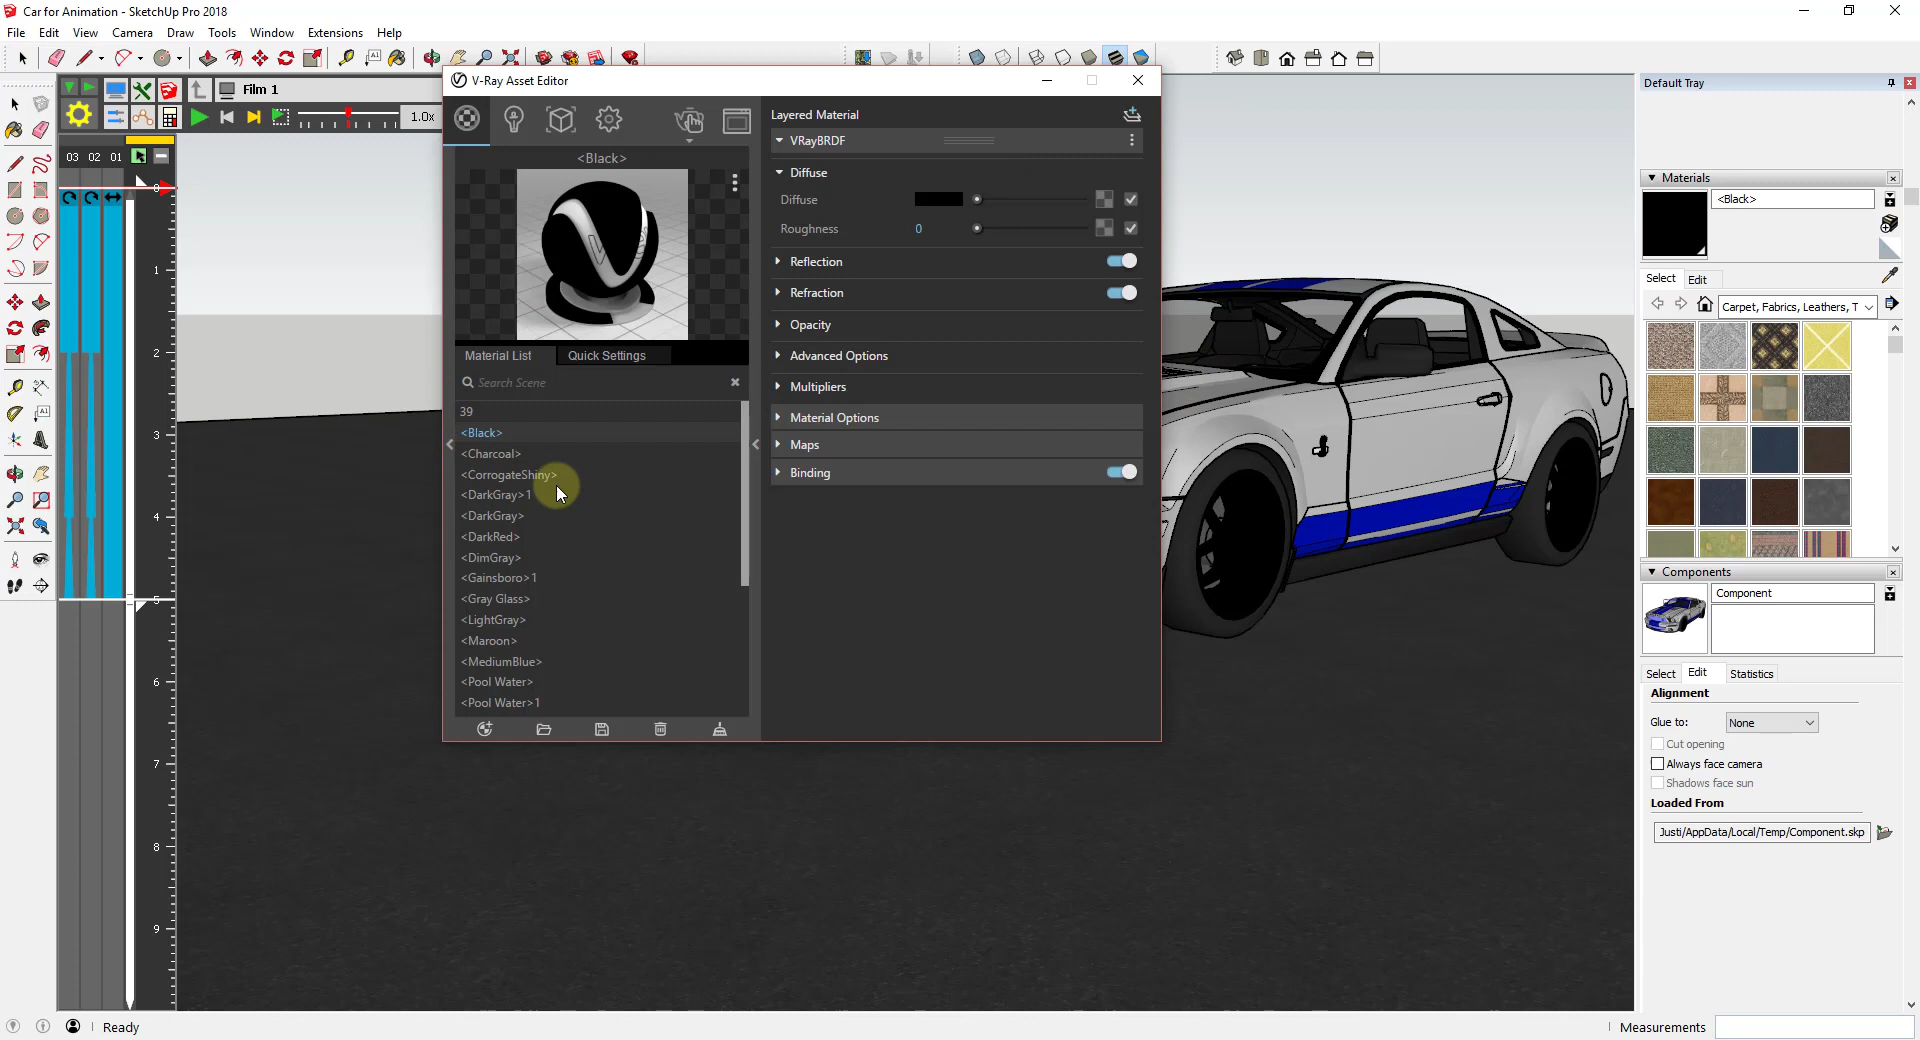 Car for Animation - SketchUp Pro 2018
File Edit View Camera Draw Tools Window Extensions Help
Film 1
1.0x
03 02 01
0
1
2
3
4
5
6
7
8
9
V-Ray Asset Editor
<Black>
Material List Quick Settings
Search Scene
39
<Black>
<Charcoal>
<CorrogateShiny>
<DarkGray>1
<DarkGray>
<DarkRed>
<DimGray>
<Gainsboro>1
<Gray Glass>
<LightGray>
<Maroon>
<MediumBlue>
<Pool Water>
<Pool Water>1
Layered Material
VRayBRDF
Diffuse
Diffuse
Roughness 0
Reflection
Refraction
Opacity
Advanced Options
Multipliers
Material Options
Maps
Binding
Default Tray
Materials
<Black>
Select Edit
Carpet, Fabrics, Leathers, T
Components
Component
Select Edit Statistics
Alignment
Glue to: None
Cut opening
Always face camera
Shadows face sun
Loaded From
Justi/AppData/Local/Temp/Component.skp
Ready
Measurements